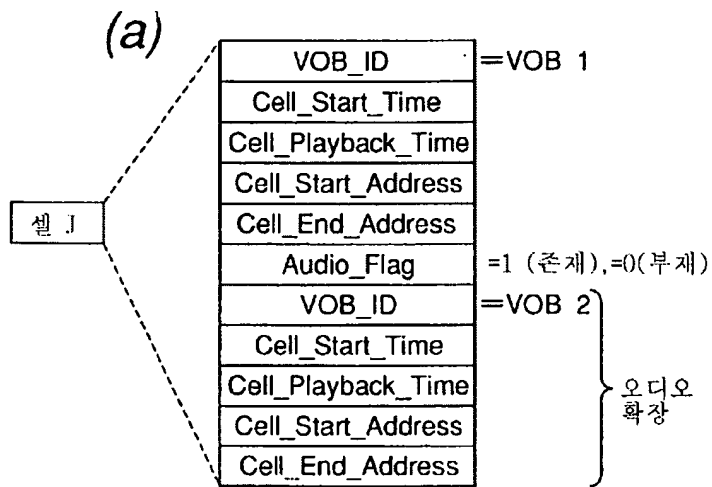 (a)
VOB_ID =VOB 1
Cell_Start_Time
Cell_Playback_Time
Cell_Start_Address
셀 J
Cell_End_Address
Audio_Flag =1 (존재),=0(부재)
VOB_ID =VOB 2
Cell_Start_Time
Cell_Playback_Time
오디오
확장
Cell_Start_Address
Cell_End_Address